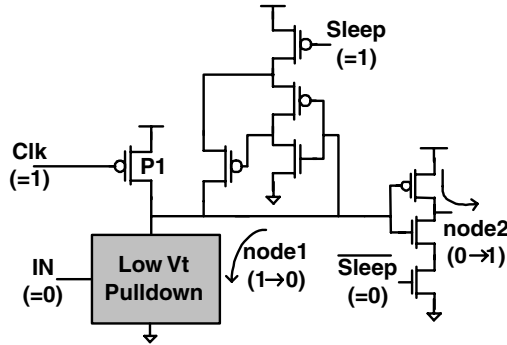 Sleep
(=1)
Clk
(=1)
P1
IN
(=0)
Low Vt
Pulldown
node1
(1→0)
Sleep
(=0)
node2
(0→1)